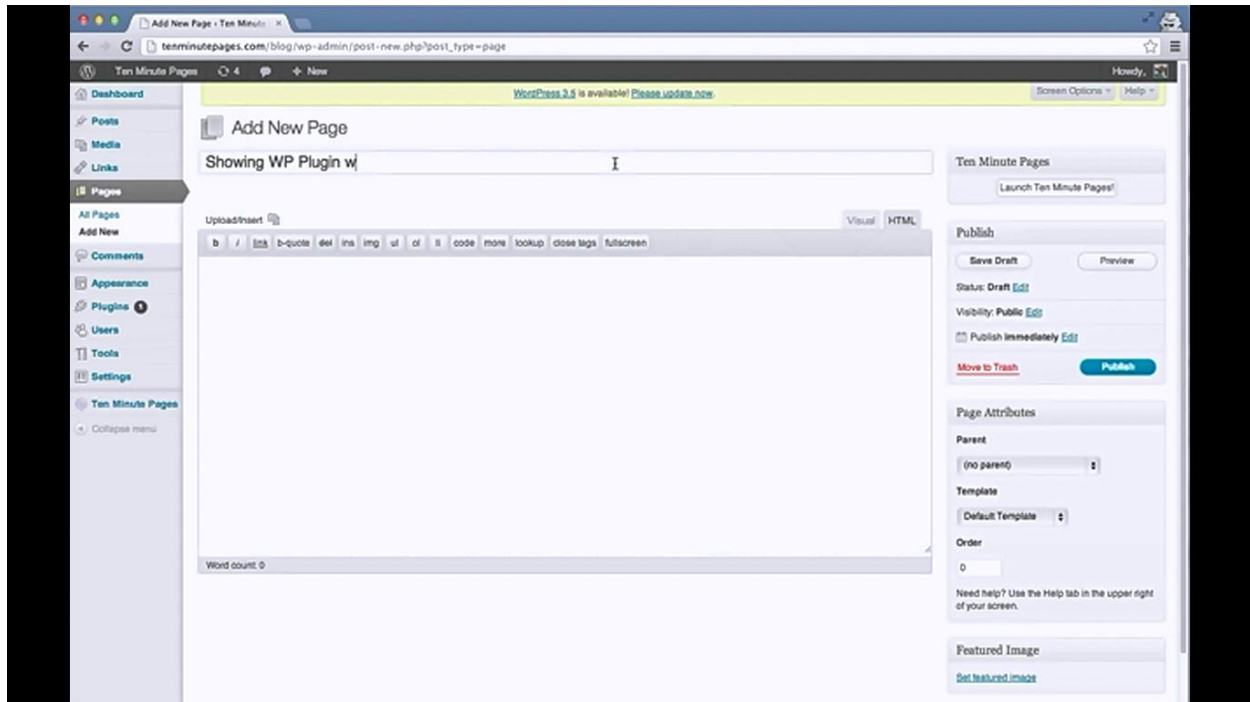 Add New Page ‹ Ten Minute
tenminutepages.com/blog/wp-admin/post-new.php?post_type=page
Ten Minute Pages 4 + New Howdy,
WordPress 3.5 is available! Please update now.
Screen Options Help
Dashboard
Posts
Media
Links
Pages
All Pages
Add New
Comments
Appearance
Plugins 1
Users
Tools
Settings
Ten Minute Pages
Collapse menu
Add New Page
Showing WP Plugin w
Upload/Insert
Visual HTML
b i link b-quote del ins img ul ol li code more lookup close tags fullscreen
Word count: 0
Ten Minute Pages
Launch Ten Minute Pages!
Publish
Save Draft Preview
Status: Draft Edit
Visibility: Public Edit
Publish immediately Edit
Move to Trash Publish
Page Attributes
Parent
(no parent)
Template
Default Template
Order
0
Need help? Use the Help tab in the upper right
of your screen.
Featured Image
Set featured image